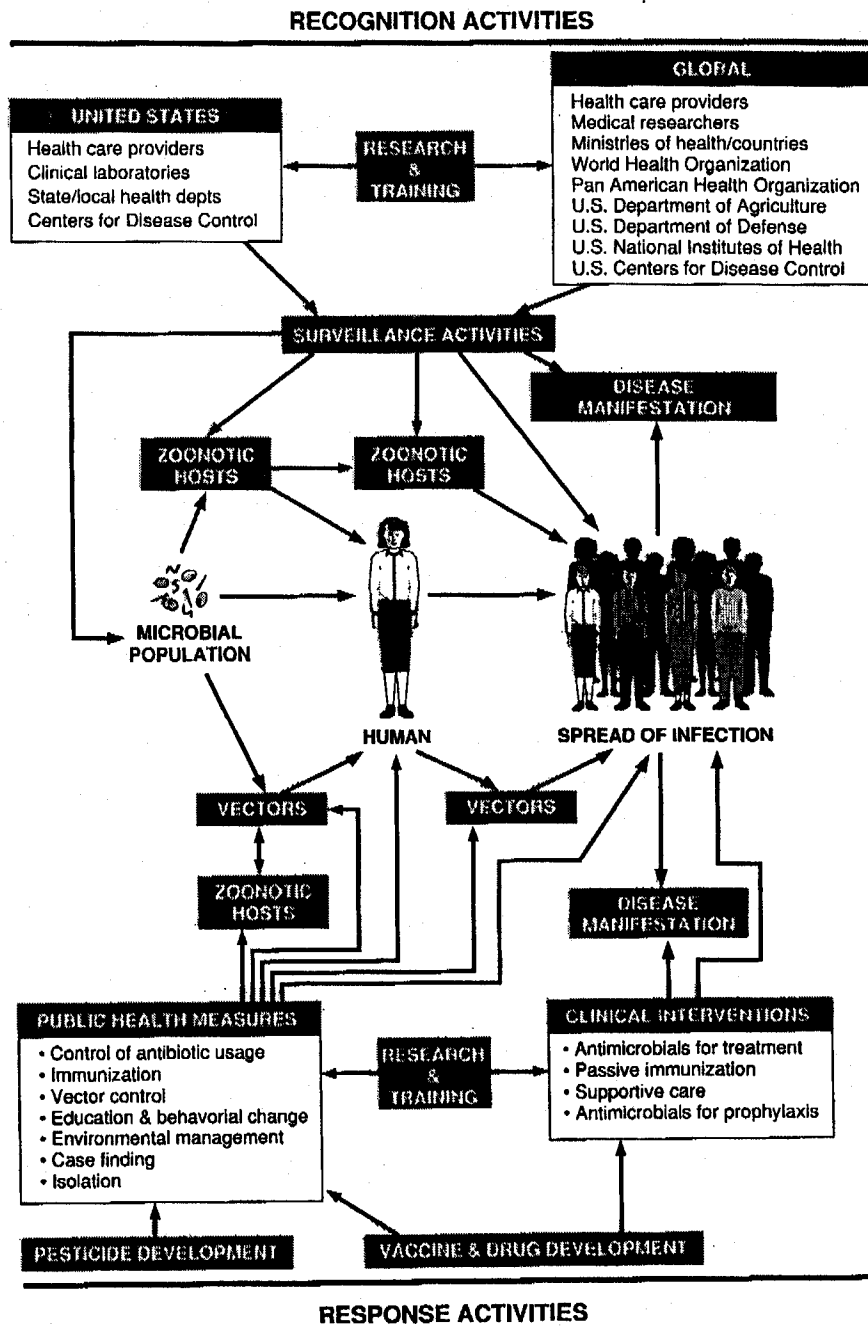 RECOGNITION ACTIVITIES
UNITED STATES
Health care providers
Clinical laboratories
State/local health depts
Centers for Disease Control
RESEARCH
&
TRAINING
GLOBAL
Health care providers
Medical researchers
Ministries of health/countries
World Health Organization
Pan American Health Organization
U.S. Department of Agriculture
U.S. Department of Defense
U.S. National Institutes of Health
U.S. Centers for Disease Control
SURVEILLANCE ACTIVITIES
DISEASE
MANIFESTATION
ZOONOTIC
HOSTS
ZOONOTIC
HOSTS
MICROBIAL
POPULATION
HUMAN
SPREAD OF INFECTION
VECTORS
VECTORS
ZOONOTIC
HOSTS
DISEASE
MANIFESTATION
PUBLIC HEALTH MEASURES
• Control of antibiotic usage
• Immunization
• Vector control
• Education & behavorial change
• Environmental management
• Case finding
• Isolation
RESEARCH
&
TRAINING
CLINICAL INTERVENTIONS
• Antimicrobials for treatment
• Passive immunization
• Supportive care
• Antimicrobials for prophylaxis
PESTICIDE DEVELOPMENT
VACCINE & DRUG DEVELOPMENT
RESPONSE ACTIVITIES